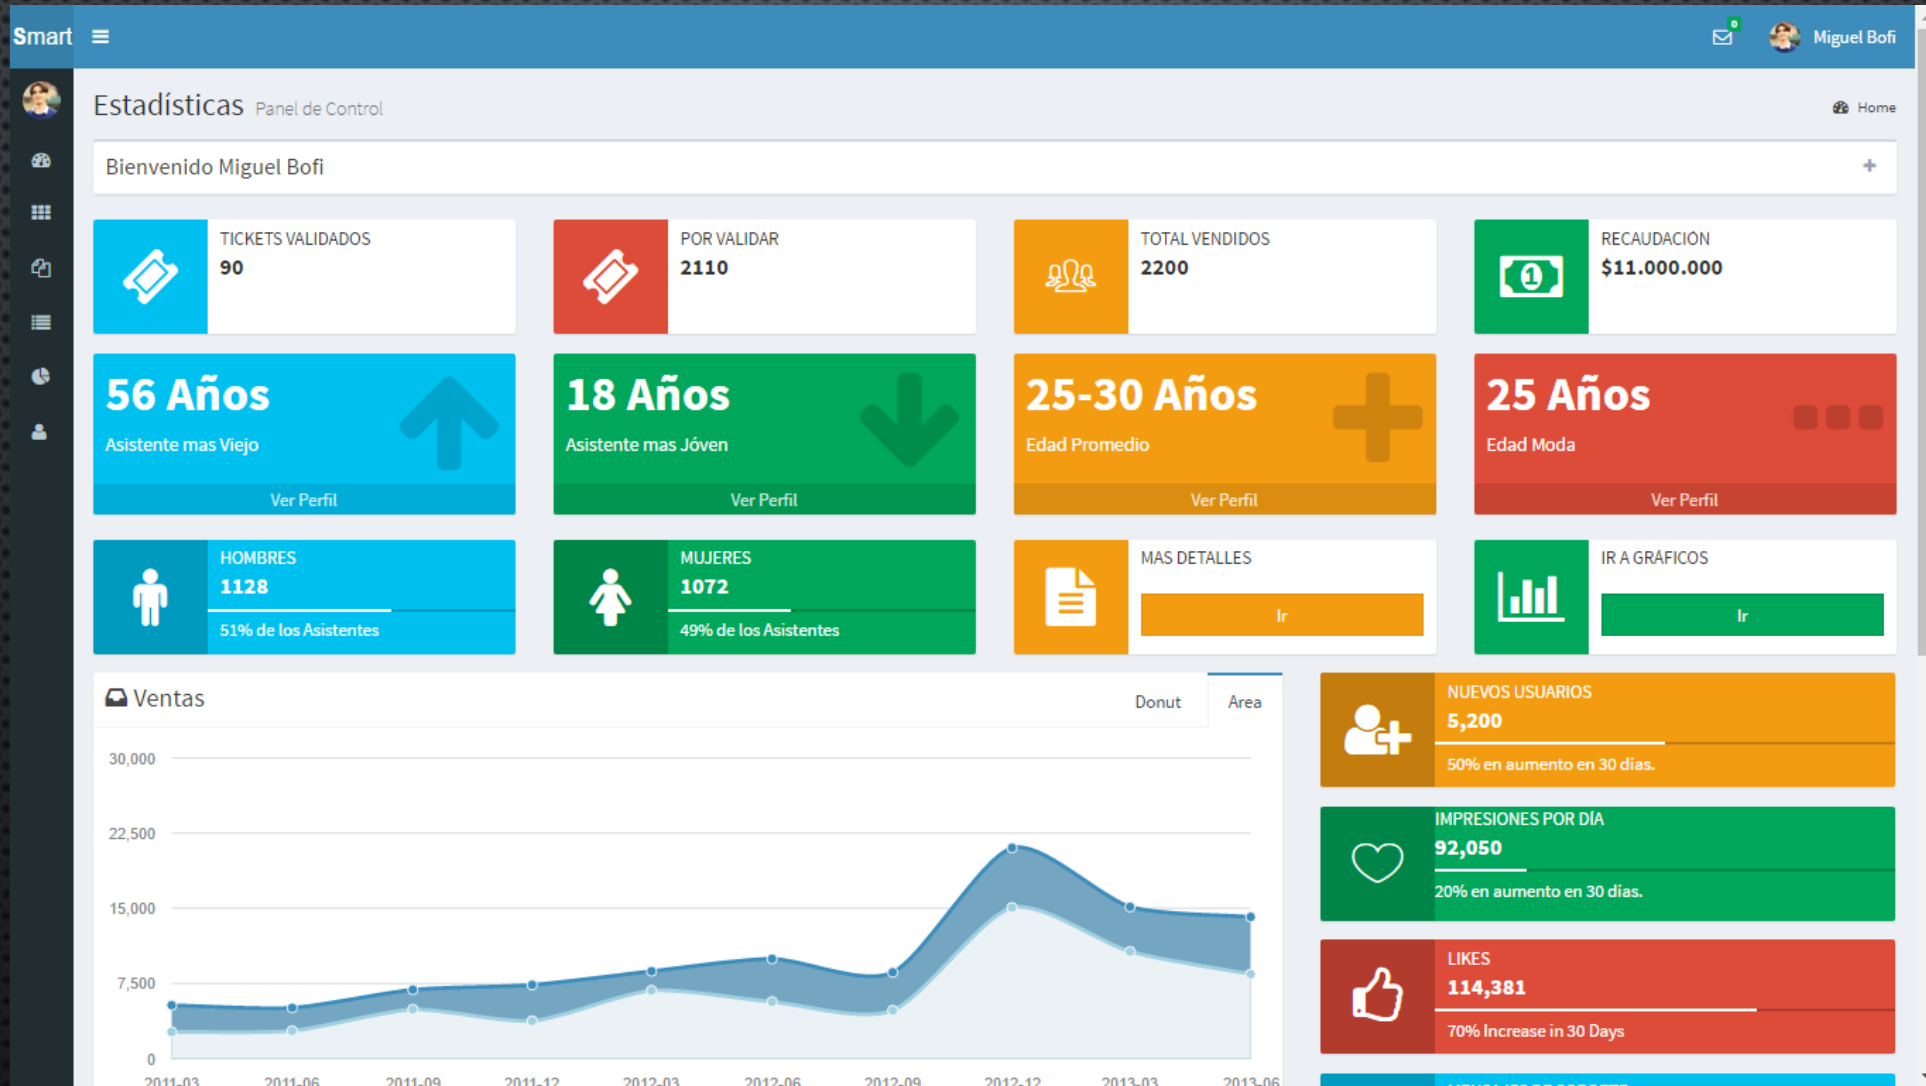 Smart
0
Miguel Bofi
Estadísticas Panel de Control
Home
Bienvenido Miguel Bofi
TICKETS VALIDADOS
90
POR VALIDAR
2110
TOTAL VENDIDOS
2200
RECAUDACIÓN
$11.000.000
56 Años
Asistente mas Viejo
Ver Perfil
18 Años
Asistente mas Jóven
Ver Perfil
25-30 Años
Edad Promedio
Ver Perfil
25 Años
Edad Moda
Ver Perfil
HOMBRES
1128
51% de los Asistentes
MUJERES
1072
49% de los Asistentes
MAS DETALLES
Ir
IR A GRÁFICOS
Ir
Ventas
Donut
Area
30,000
22,500
15,000
7,500
0
2011-03 2011-06 2011-09 2011-12 2012-03 2012-06 2012-09 2012-12 2013-03 2013-06
NUEVOS USUARIOS
5,200
50% en aumento en 30 días.
IMPRESIONES POR DÍA
92,050
20% en aumento en 30 días.
LIKES
114,381
70% Increase in 30 Days